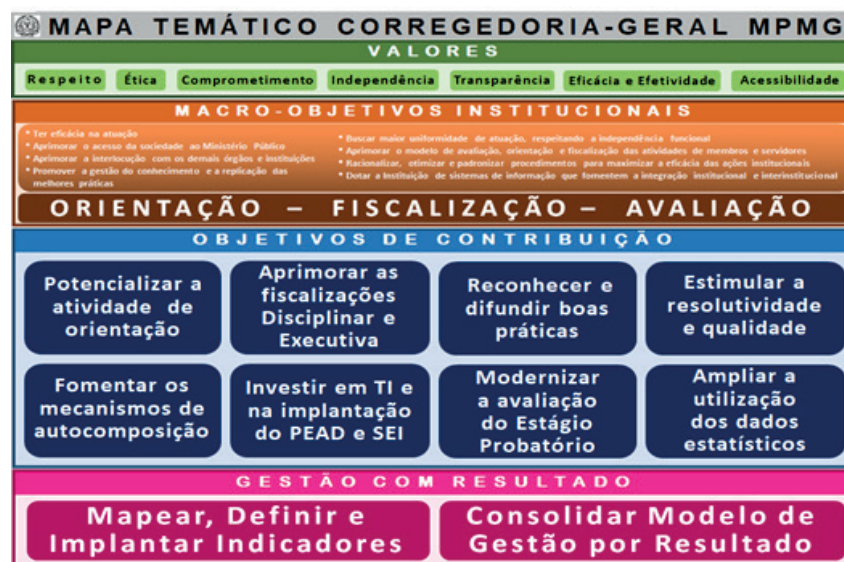 MAPA TEMÁTICO CORREGEDORIA-GERAL MPMG
VALORES
Respeito Ética Comprometimento Independência Transparência Eficácia e Efetividade Acessibilidade
MACRO-OBJETIVOS INSTITUCIONAIS
* Ter eficácia na atuação
* Aprimorar o acesso da sociedade ao Ministério Público
* Aprimorar a interlocução com os demais órgãos e instituições
* Promover a gestão do conhecimento e a replicação das
melhores práticas
* Buscar maior uniformidade de atuação, respeitando a independência funcional
* Aprimorar o modelo de avaliação, orientação e fiscalização das atividades de membros e servidores
* Racionalizar, otimizar e padronizar procedimentos para maximizar a eficácia das ações institucionais
* Dotar a Instituição de sistemas de informação que fomentem a integração institucional e interinstitucional
ORIENTAÇÃO – FISCALIZAÇÃO – AVALIAÇÃO
OBJETIVOS DE CONTRIBUIÇÃO
Potencializar a
atividade de
orientação
Aprimorar as
fiscalizações
Disciplinar e
Executiva
Reconhecer e
difundir boas
práticas
Estimular a
resolutividade
e qualidade
Fomentar os
mecanismos de
autocomposição
Investir em TI e
na implantação
do PEAD e SEI
Modernizar
a avaliação
do Estágio
Probatório
Ampliar a
utilização
dos dados
estatísticos
GESTÃO COM RESULTADO
Mapear, Definir e
Implantar Indicadores
Consolidar Modelo de
Gestão por Resultado